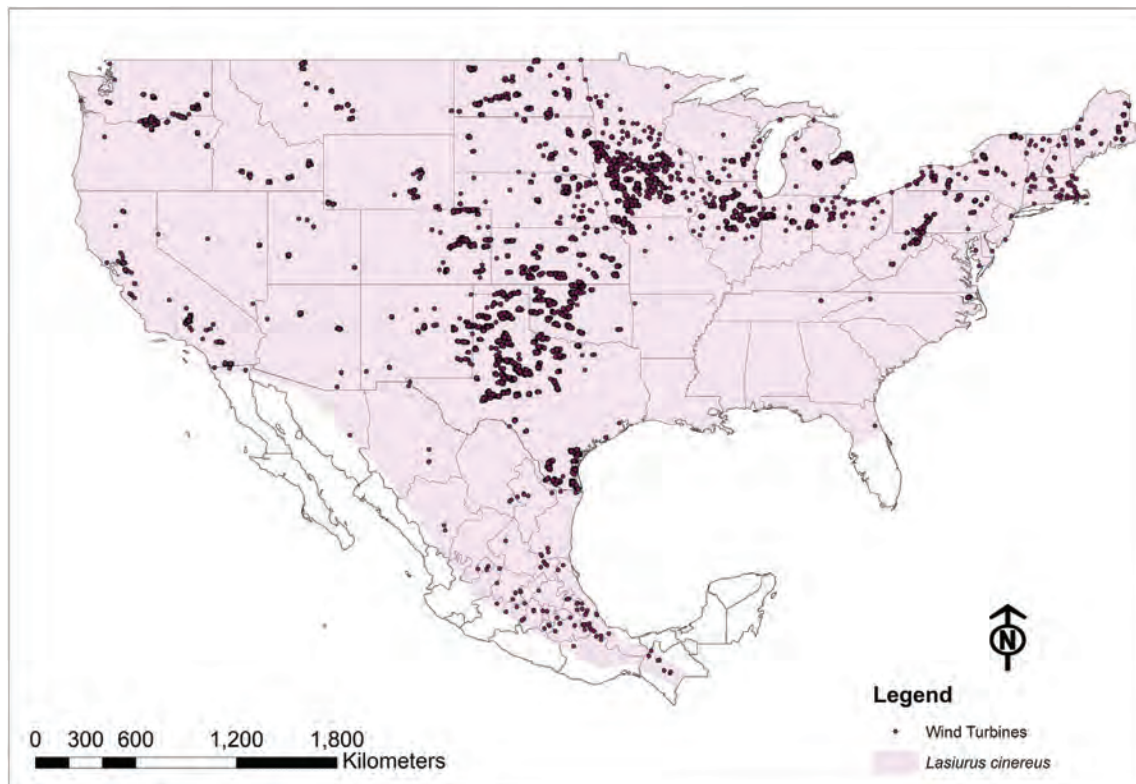 N
Legend
Wind Turbines
Lasiurus cinereus
0 300 600 1,200 1,800
Kilometers